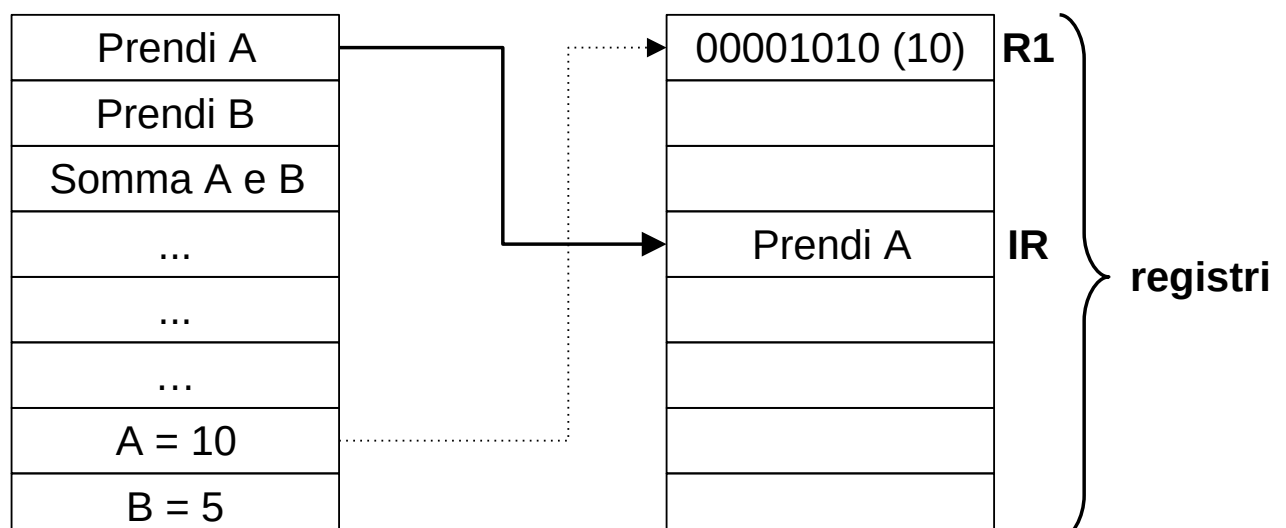 Prendi A
Prendi B
Somma A e B
...
...
...
A = 10
B = 5
00001010 (10) R1
Prendi A IR
registri